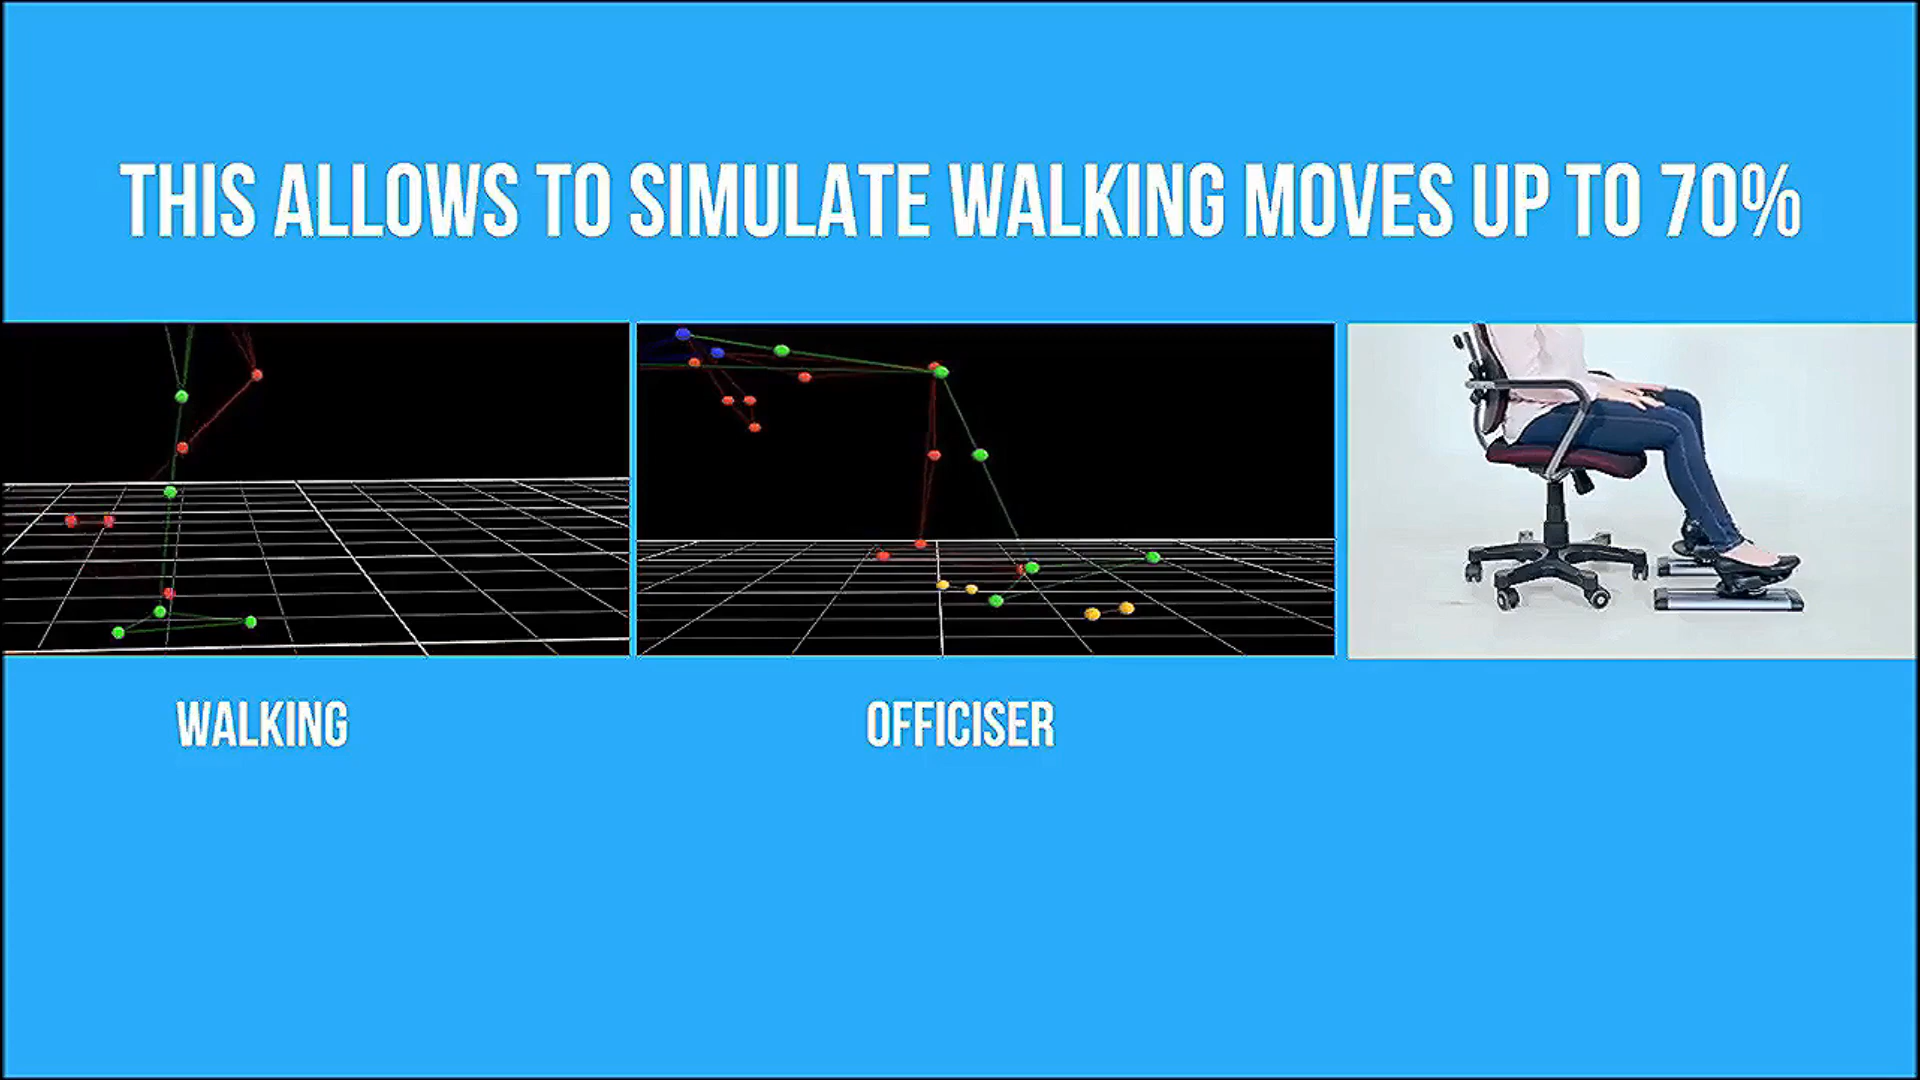 THIS ALLOWS TO SIMULATE WALKING MOVES UP TO 70%
WALKING
OFFICISER